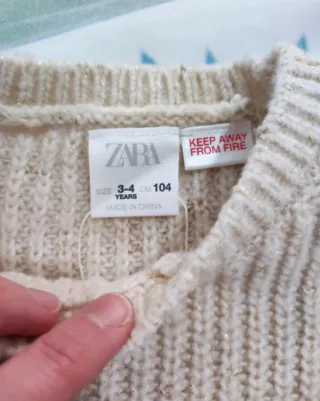 ZARA
SIZE 3-4 CM 104
YEARS
MADE IN CHINA
KEEP AWAY
FROM FIRE